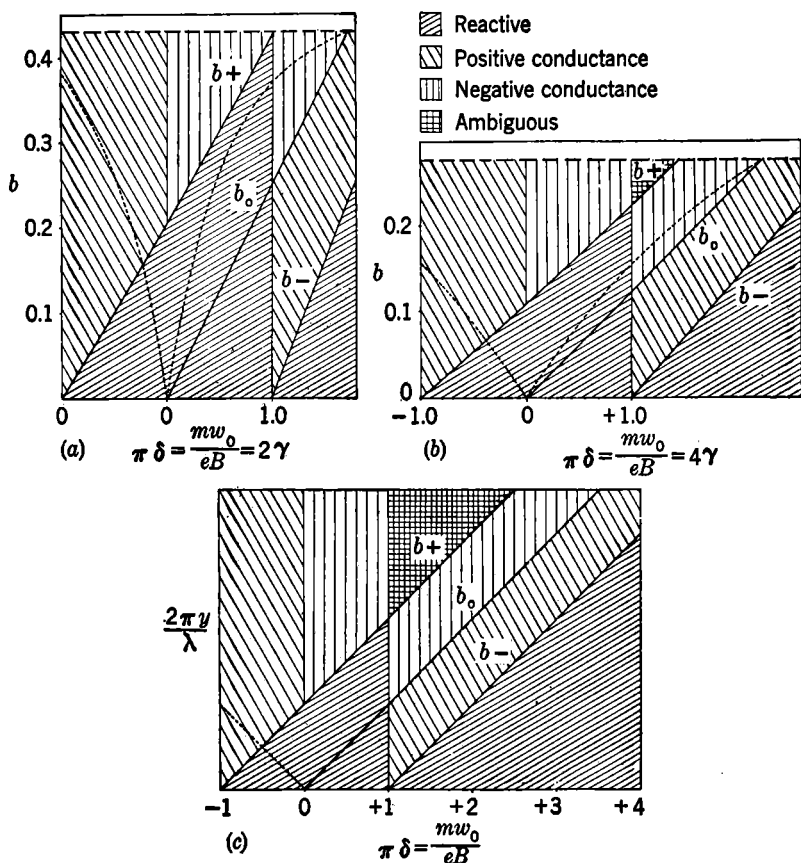 Reactive
Positive conductance
Negative conductance
Ambiguous
0.4
0.3
b
0.2
0.1
b+
b₀
b−
0
0
1.0
(a) πδ = mw₀/eB = 2γ
0.2
b
0.1
0
b+
b₀
b−
−1.0
0
+1.0
(b) πδ = mw₀/eB = 4γ
2πy/λ
b+
b₀
b−
−1
0
+1
+2
+3
+4
(c) πδ = mw₀/eB